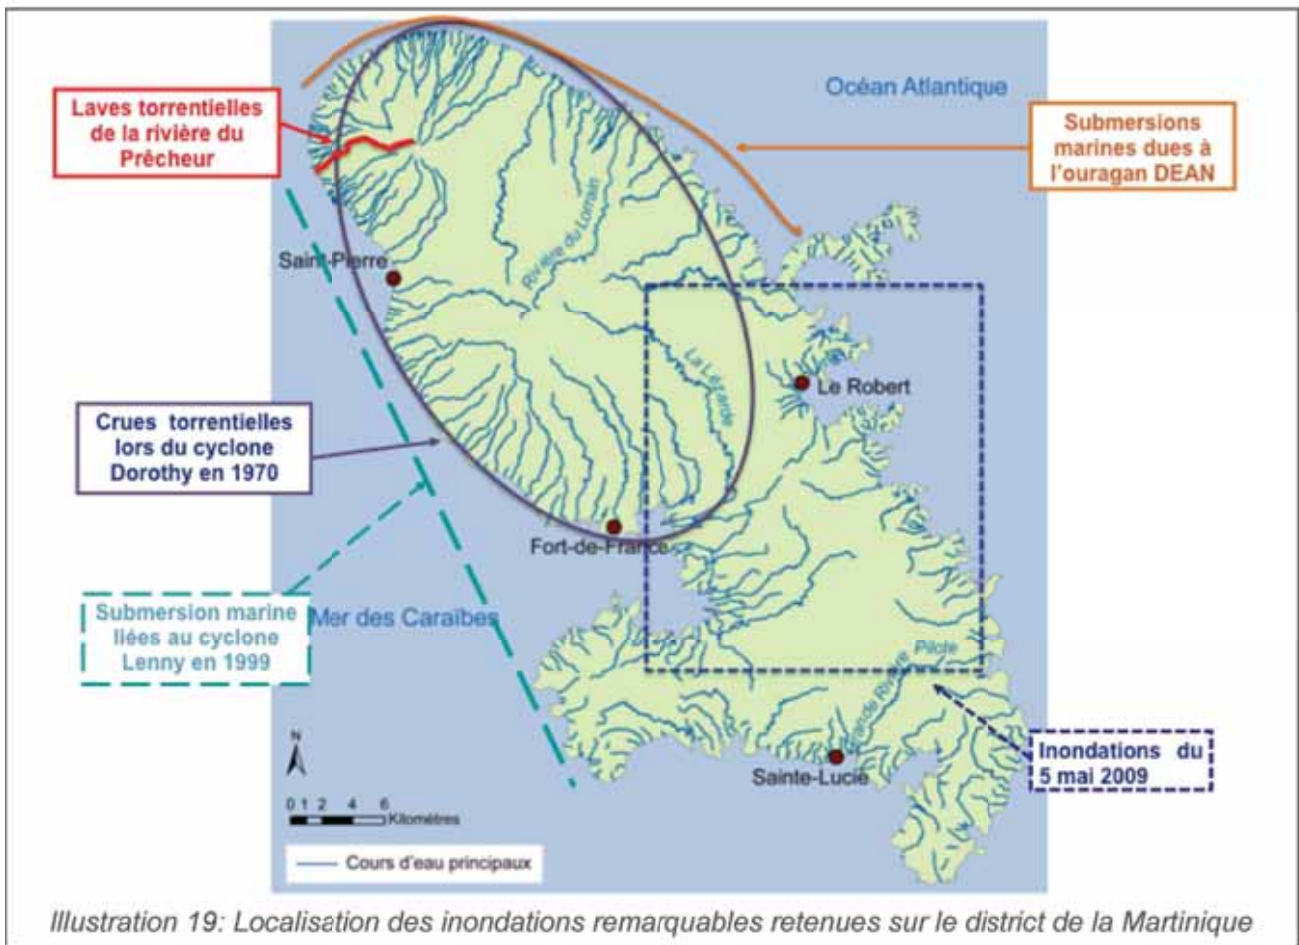 Océan Atlantique
Laves torrentielles
de la rivière du
Prêcheur
Submersions
marines dues à
l'ouragan DEAN
Saint-Pierre
Rivière du Lorrain
La Lézarde
Le Robert
Crues torrentielles
lors du cyclone
Dorothy en 1970
Fort-de-France
Submersion marine
liées au cyclone
Lenny en 1999
Mer des Caraïbes
Grande Rivière Pilote
Inondations du
5 mai 2009
Sainte-Lucie
N
0 1 2 4 6
Kilomètres
Cours d'eau principaux
Illustration 19: Localisation des inondations remarquables retenues sur le district de la Martinique